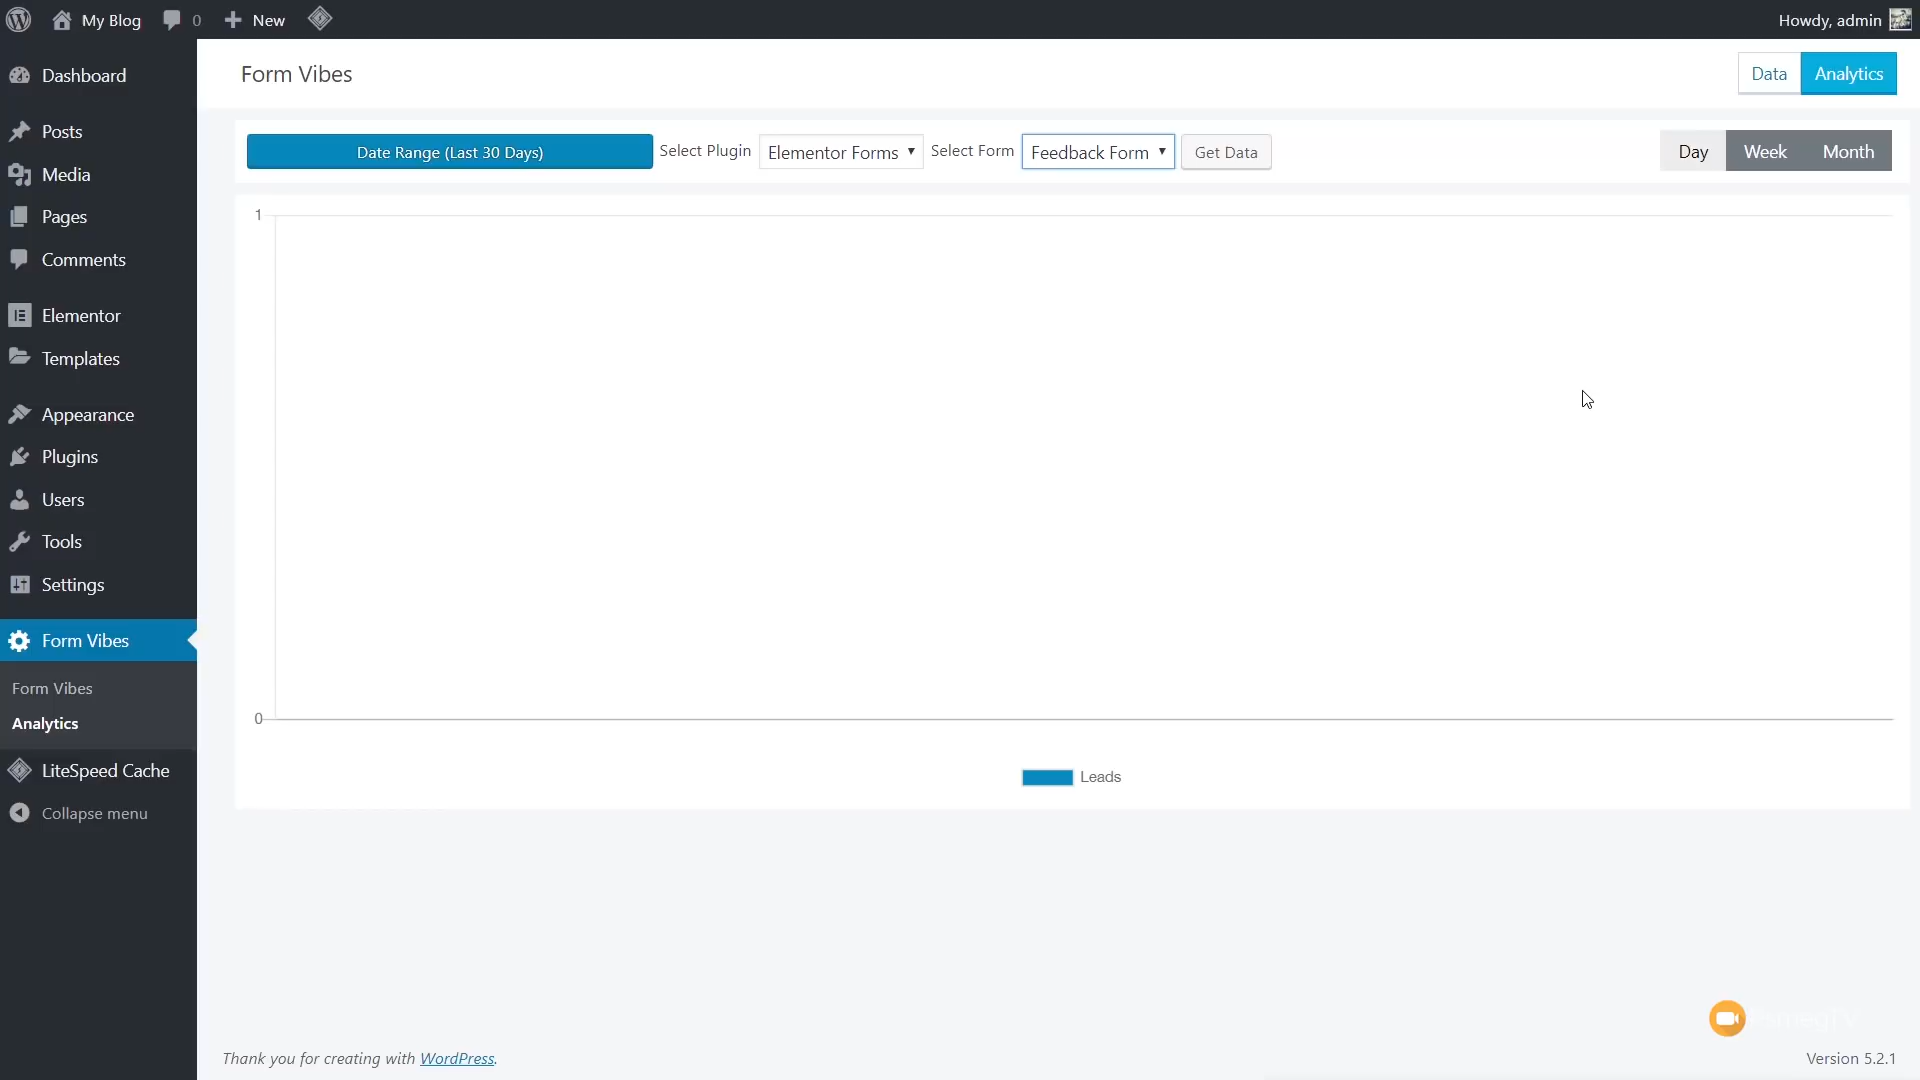 My Blog 0 New Howdy, admin
Dashboard
Posts
Media
Pages
Comments
Elementor
Templates
Appearance
Plugins
Users
Tools
Settings
Form Vibes
Form Vibes
Analytics
LiteSpeed Cache
Collapse menu
Form Vibes
Data Analytics
Date Range (Last 30 Days) Select Plugin Elementor Forms Select Form Feedback Form Get Data Day Week Month
1
0
Leads
Thank you for creating with WordPress.
Version 5.2.1